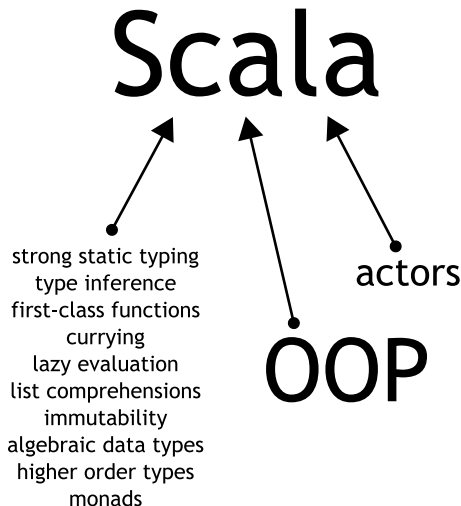 Scala
strong static typing
type inference
first-class functions
currying
lazy evaluation
list comprehensions
immutability
algebraic data types
higher order types
monads
OOP
actors